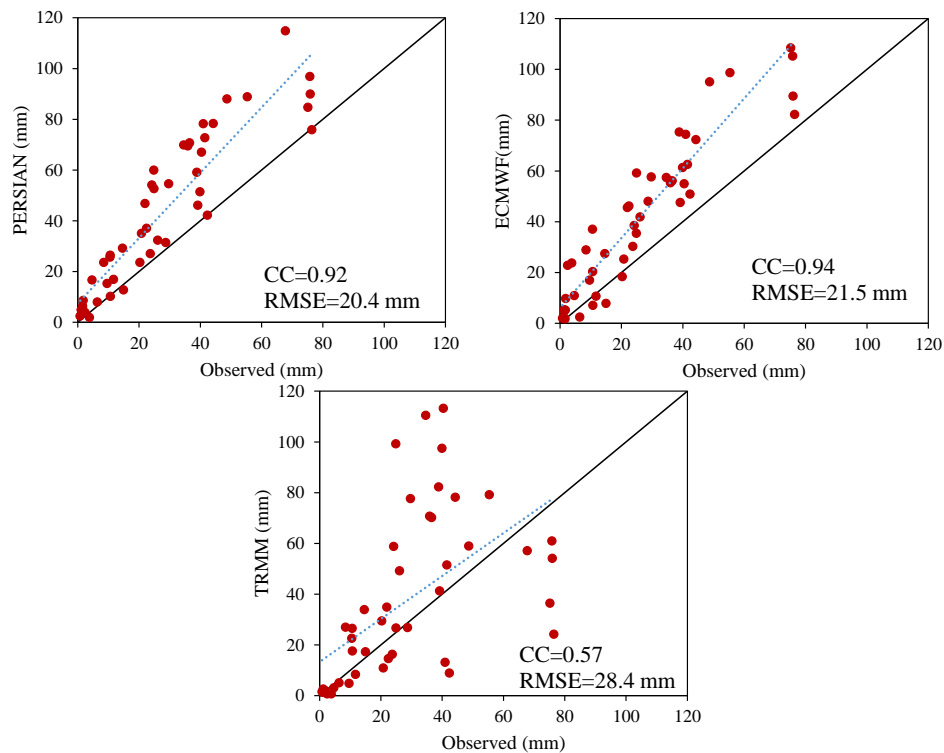 120
100
80
60
40
20
0
PERSIAN (mm)
CC=0.92
RMSE=20.4 mm
0 20 40 60 80 100 120
Observed (mm)
120
100
80
60
40
20
0
ECMWF(mm)
CC=0.94
RMSE=21.5 mm
0 20 40 60 80 100 120
Observed (mm)
120
100
80
60
40
20
0
TRMM (mm)
CC=0.57
RMSE=28.4 mm
0 20 40 60 80 100 120
Observed (mm)